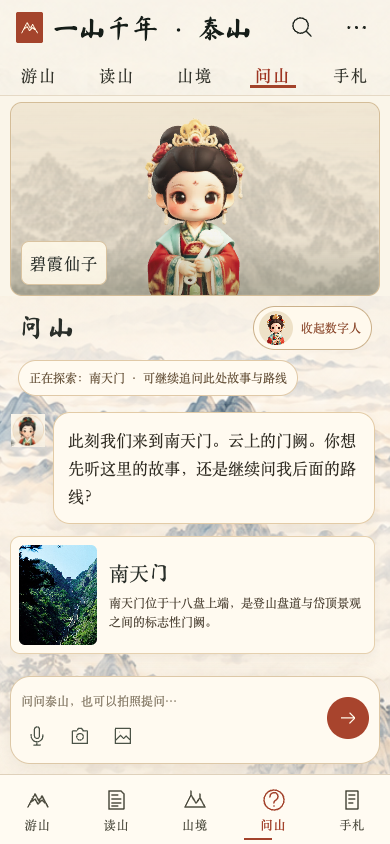 一山千年 · 泰山
游山 读山 山境 问山 手札
碧霞仙子
问山
收起数字人
正在探索：南天门 · 可继续追问此处故事与路线
此刻我们来到南天门。云上的门阙。你想
先听这里的故事，还是继续问我后面的路
线？
南天门
南天门位于十八盘上端，是登山盘道与岱顶景观
之间的标志性门阙。
问问泰山，也可以拍照提问…
游山 读山 山境 问山 手札